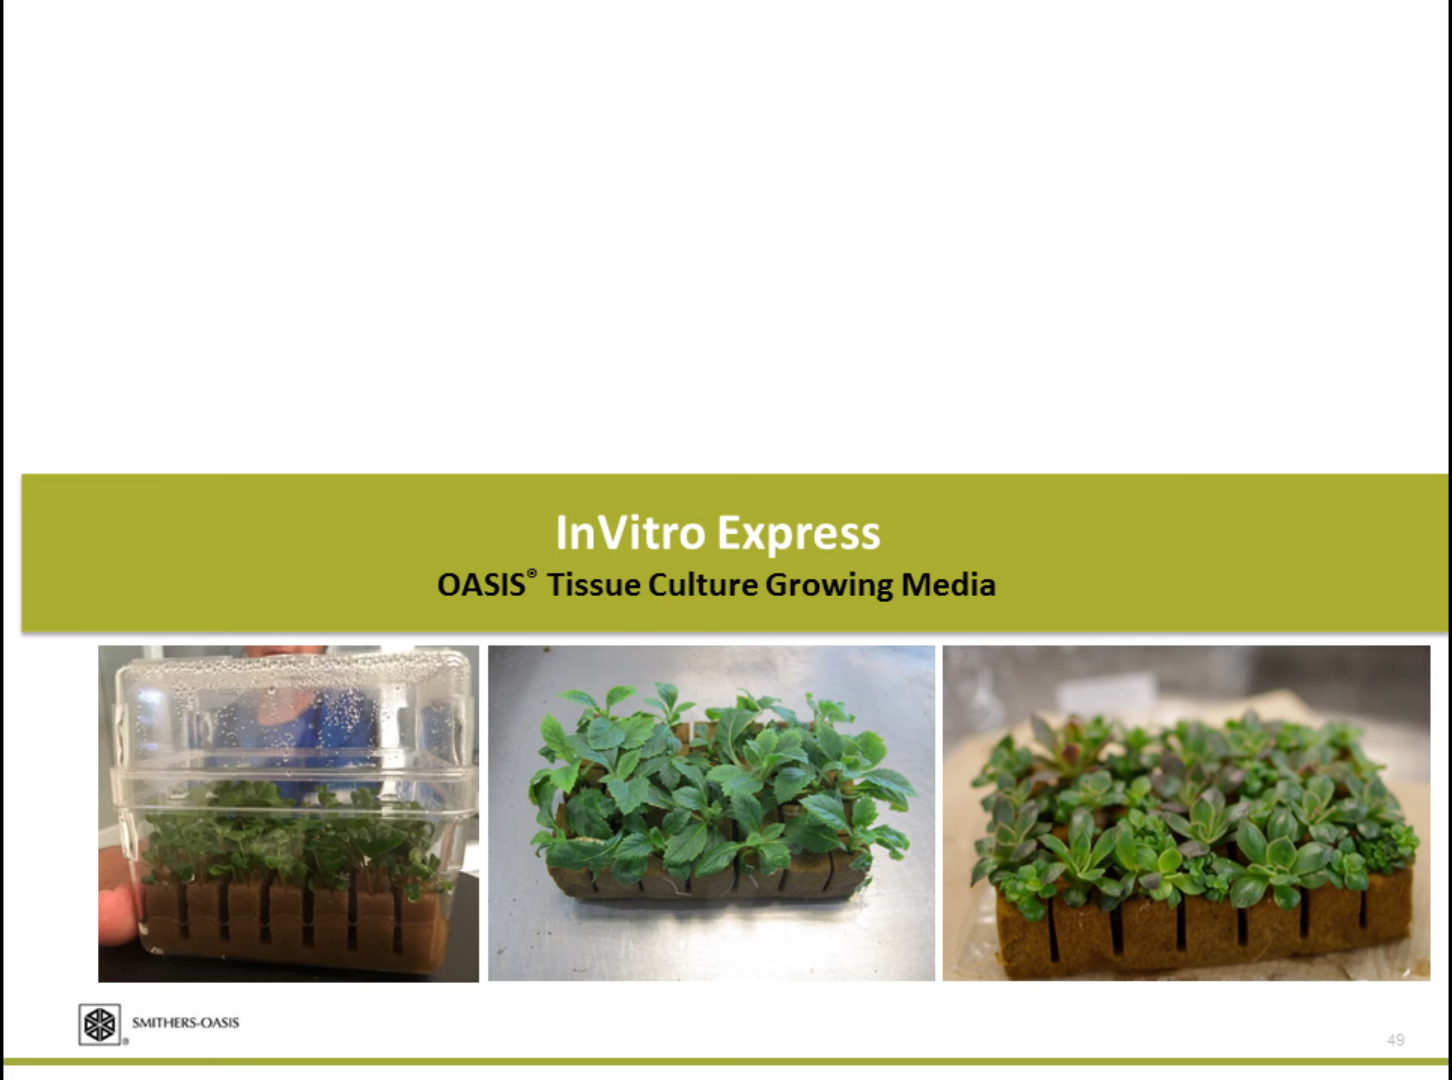 InVitro Express
OASIS® Tissue Culture Growing Media
SMITHERS-OASIS
®
49